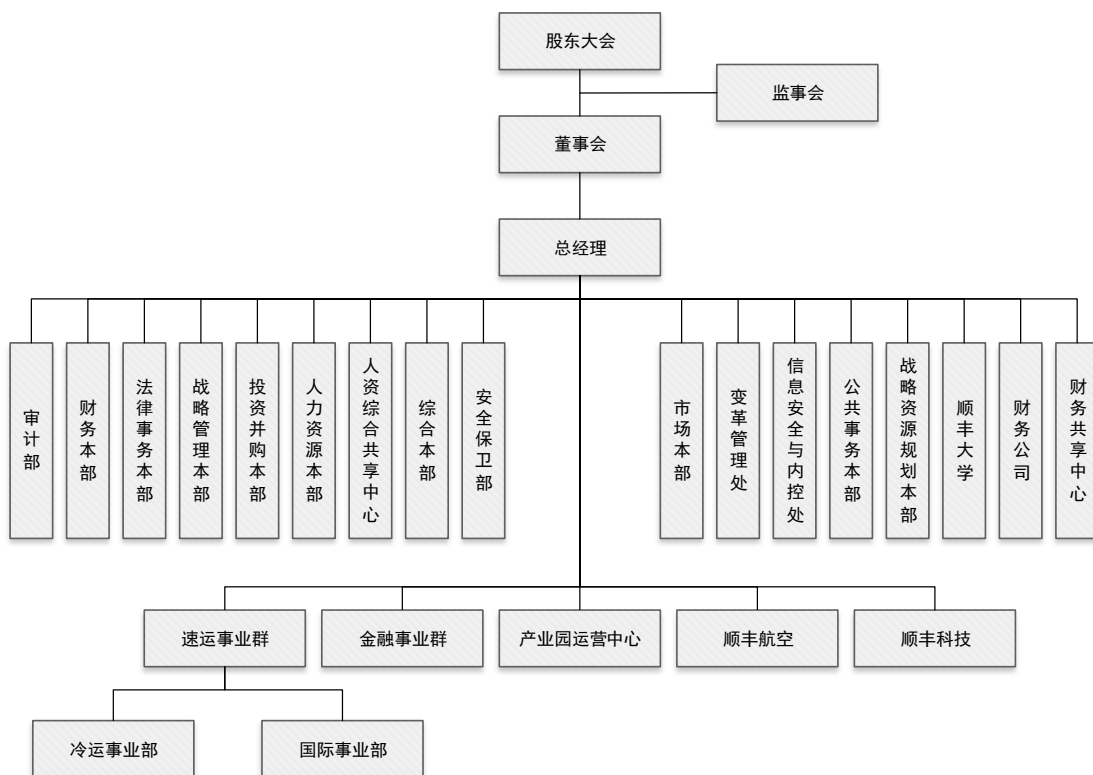 股东大会
监事会
董事会
总经理
审计部
财务本部
法律事务本部
战略管理本部
投资并购本部
人力资源本部
人资综合共享中心
综合本部
安全保卫部
市场本部
变革管理处
信息安全与内控处
公共事务本部
战略资源规划本部
顺丰大学
财务公司
财务共享中心
速运事业群
金融事业群
产业园运营中心
顺丰航空
顺丰科技
冷运事业部
国际事业部